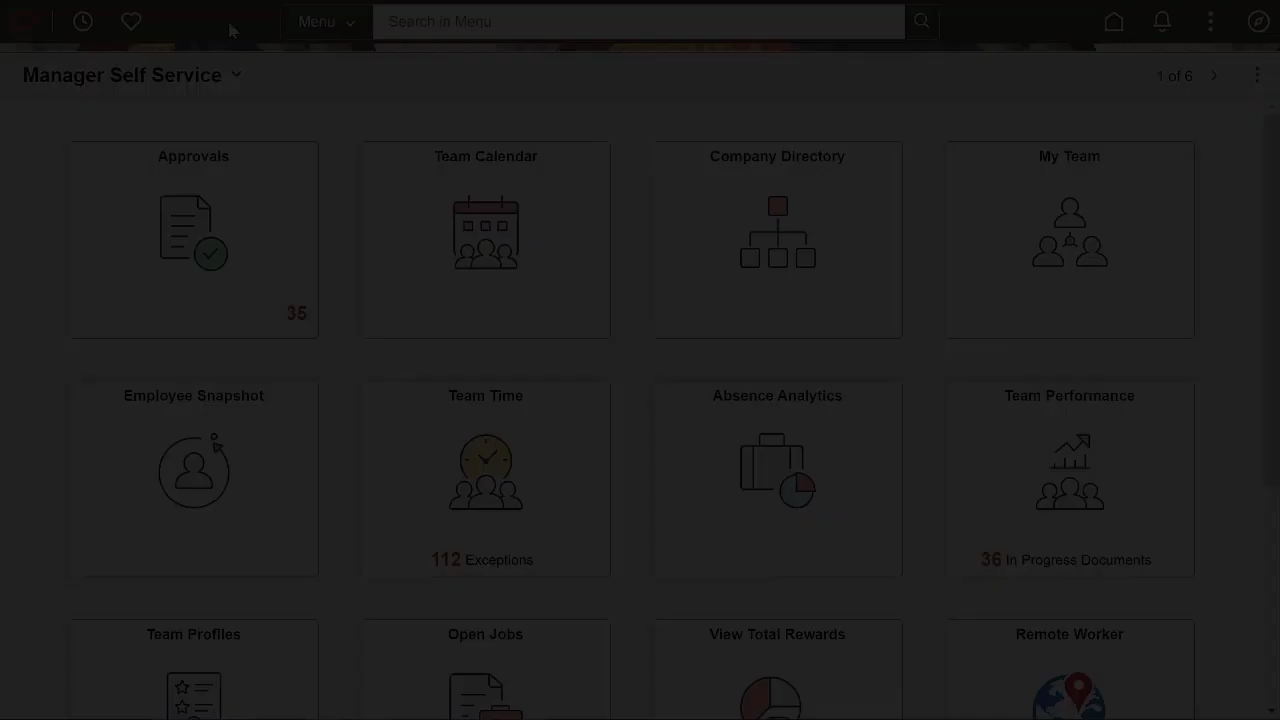 Menu
Search in Menu
Manager Self Service
1 of 6
Approvals
Team Calendar
Company Directory
My Team
35
Employee Snapshot
Team Time
Absence Analytics
Team Performance
112 Exceptions
36 In Progress Documents
Team Profiles
Open Jobs
View Total Rewards
Remote Worker